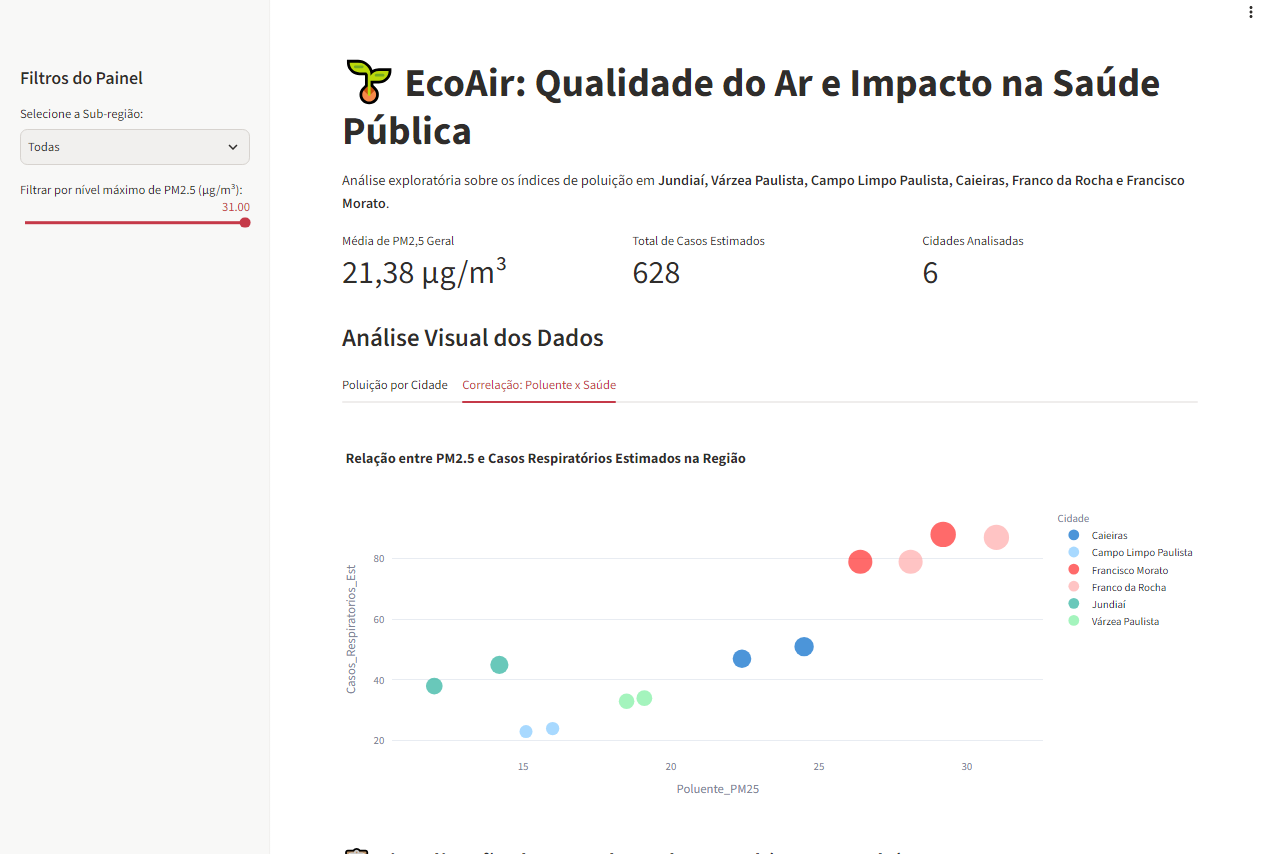 Filtros do Painel
Selecione a Sub-região:
Todas
Filtrar por nível máximo de PM2.5 (µg/m³):
31.00
EcoAir: Qualidade do Ar e Impacto na Saúde
Pública
Análise exploratória sobre os índices de poluição em Jundiaí, Várzea Paulista, Campo Limpo Paulista, Caieiras, Franco da Rocha e Francisco
Morato.
Média de PM2,5 Geral
21,38 µg/m³
Total de Casos Estimados
628
Cidades Analisadas
6
Análise Visual dos Dados
Poluição por Cidade
Correlação: Poluente x Saúde
Relação entre PM2.5 e Casos Respiratórios Estimados na Região
Casos_Respiratorios_Est
80
60
40
20
15
20
25
30
Poluente_PM25
Cidade
Caieiras
Campo Limpo Paulista
Francisco Morato
Franco da Rocha
Jundiaí
Várzea Paulista